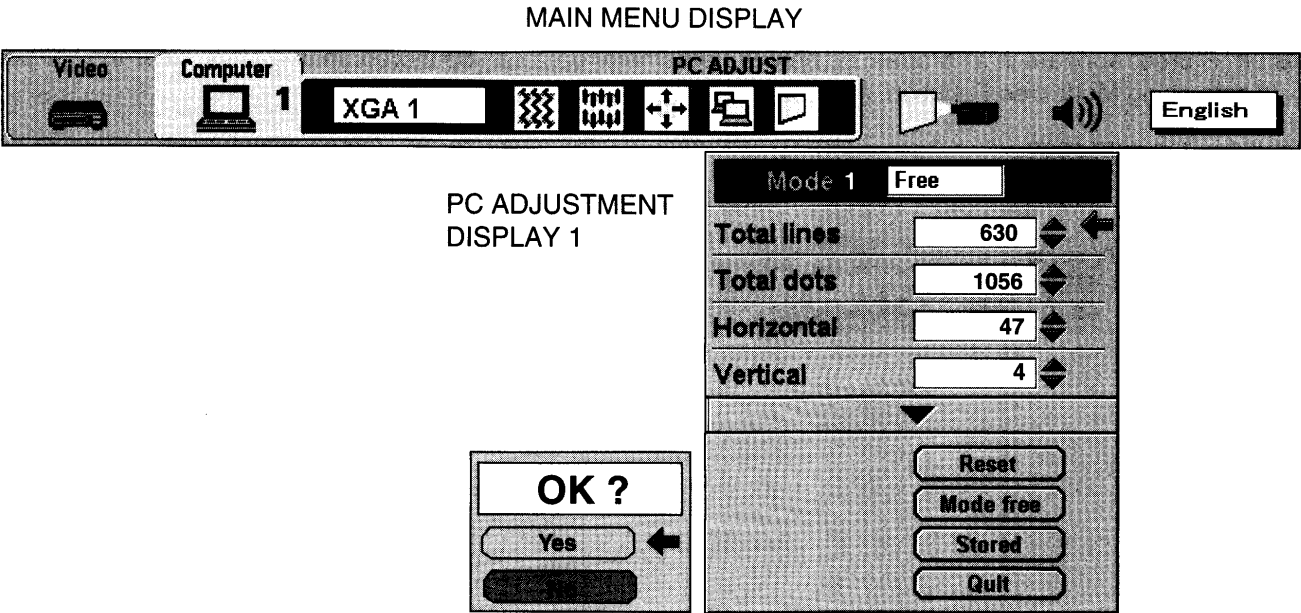 MAIN MENU DISPLAY
Video
Computer
PC ADJUST
1
XGA 1
English
PC ADJUSTMENT
DISPLAY 1
Mode 1 Free
Total lines 630
Total dots 1056
Horizontal 47
Vertical 4
Reset
Mode free
Stored
Quit
OK ?
Yes
No